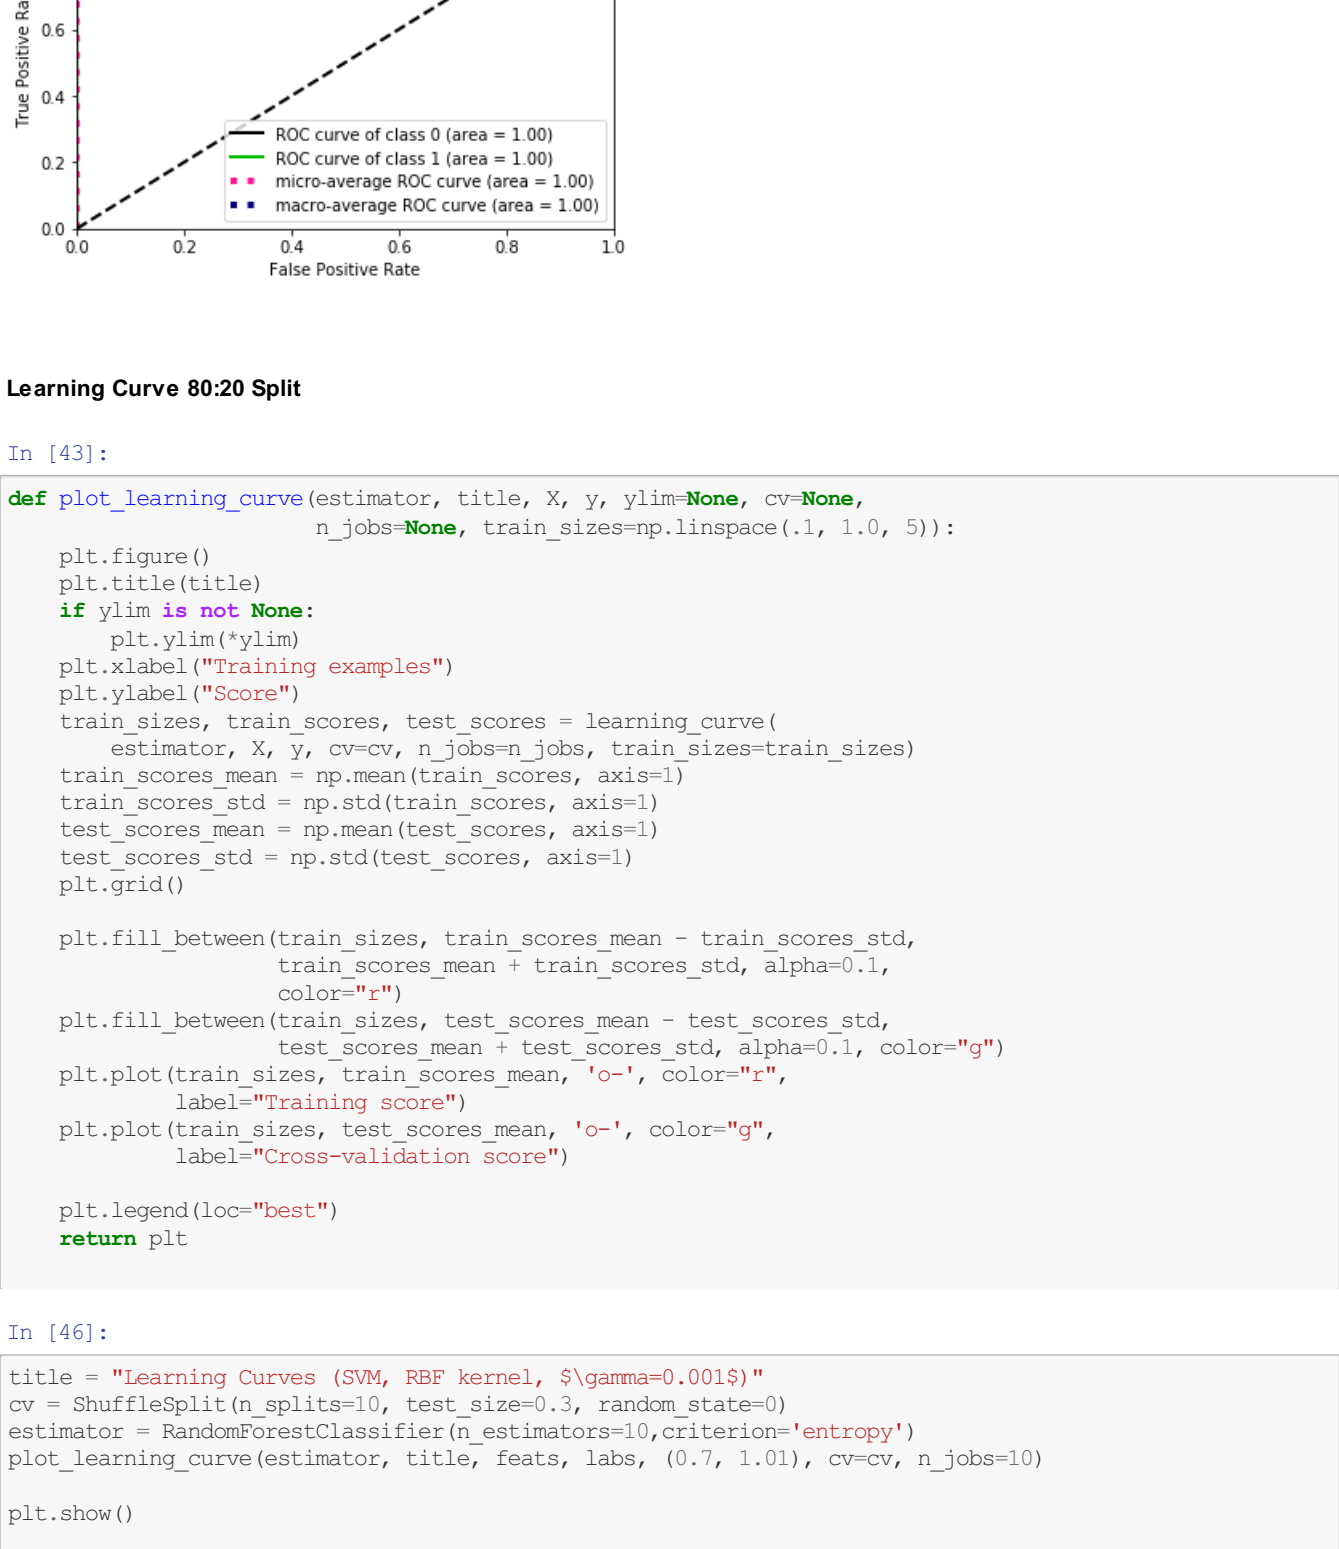 True Positive Ra
0.6
0.4
0.2
0.0
ROC curve of class 0 (area = 1.00)
ROC curve of class 1 (area = 1.00)
micro-average ROC curve (area = 1.00)
macro-average ROC curve (area = 1.00)
0.0 0.2 0.4 0.6 0.8 1.0
False Positive Rate
Learning Curve 80:20 Split
In [43]:
def plot_learning_curve(estimator, title, X, y, ylim=None, cv=None,
                        n_jobs=None, train_sizes=np.linspace(.1, 1.0, 5)):
    plt.figure()
    plt.title(title)
    if ylim is not None:
        plt.ylim(*ylim)
    plt.xlabel("Training examples")
    plt.ylabel("Score")
    train_sizes, train_scores, test_scores = learning_curve(
        estimator, X, y, cv=cv, n_jobs=n_jobs, train_sizes=train_sizes)
    train_scores_mean = np.mean(train_scores, axis=1)
    train_scores_std = np.std(train_scores, axis=1)
    test_scores_mean = np.mean(test_scores, axis=1)
    test_scores_std = np.std(test_scores, axis=1)
    plt.grid()
    plt.fill_between(train_sizes, train_scores_mean - train_scores_std,
                     train_scores_mean + train_scores_std, alpha=0.1,
                     color="r")
    plt.fill_between(train_sizes, test_scores_mean - test_scores_std,
                     test_scores_mean + test_scores_std, alpha=0.1, color="g")
    plt.plot(train_sizes, train_scores_mean, 'o-', color="r",
             label="Training score")
    plt.plot(train_sizes, test_scores_mean, 'o-', color="g",
             label="Cross-validation score")
    plt.legend(loc="best")
    return plt
In [46]:
title = "Learning Curves (SVM, RBF kernel, $\gamma=0.001$)"
cv = ShuffleSplit(n_splits=10, test_size=0.3, random_state=0)
estimator = RandomForestClassifier(n_estimators=10,criterion='entropy')
plot_learning_curve(estimator, title, feats, labs, (0.7, 1.01), cv=cv, n_jobs=10)
plt.show()